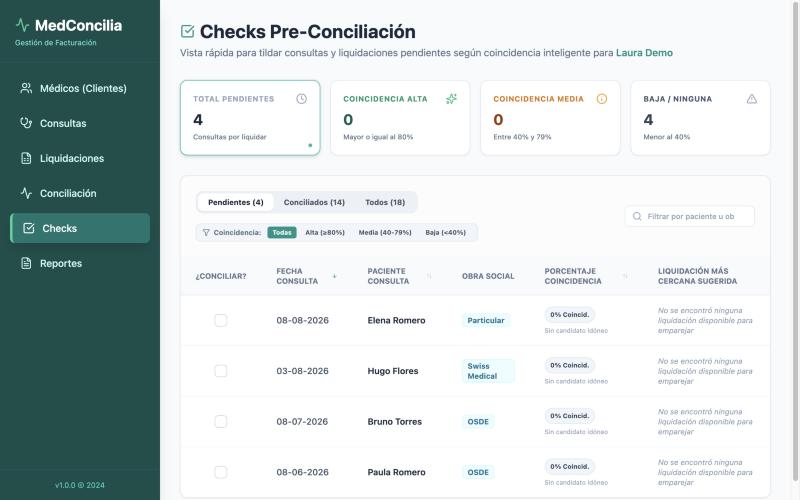 MedConcilia
Gestión de Facturación
Médicos (Clientes)
Consultas
Liquidaciones
Conciliación
Checks
Reportes
v1.0.0 © 2024
Checks Pre-Conciliación
Vista rápida para tildar consultas y liquidaciones pendientes según coincidencia inteligente para Laura Demo
TOTAL PENDIENTES
4
Consultas por liquidar
COINCIDENCIA ALTA
0
Mayor o igual al 80%
COINCIDENCIA MEDIA
0
Entre 40% y 79%
BAJA / NINGUNA
4
Menor al 40%
Pendientes (4) Conciliados (14) Todos (18)
Filtrar por paciente u ob
Coincidencia: Todas Alta (≥80%) Media (40-79%) Baja (<40%)
¿CONCILIAR? FECHA CONSULTA PACIENTE CONSULTA OBRA SOCIAL PORCENTAJE COINCIDENCIA LIQUIDACIÓN MÁS CERCANA SUGERIDA
08-08-2026 Elena Romero Particular 0% Coincid.
Sin candidato idóneo
No se encontró ninguna
liquidación disponible para
emparejar
03-08-2026 Hugo Flores Swiss Medical 0% Coincid.
Sin candidato idóneo
No se encontró ninguna
liquidación disponible para
emparejar
08-07-2026 Bruno Torres OSDE 0% Coincid.
Sin candidato idóneo
No se encontró ninguna
liquidación disponible para
emparejar
08-06-2026 Paula Romero OSDE 0% Coincid.
Sin candidato idóneo
No se encontró ninguna
liquidación disponible para
emparejar